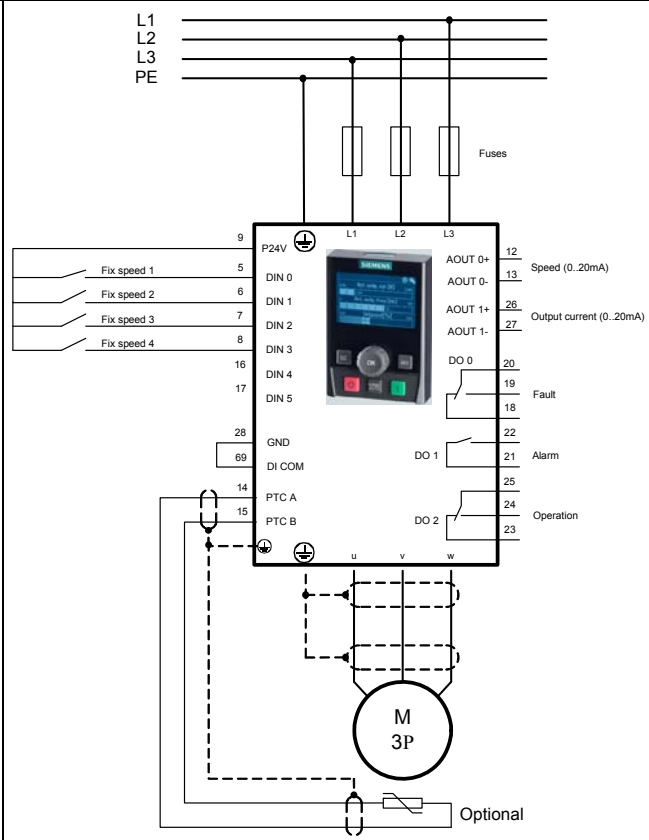 L1
L2
L3
PE
Fuses
L1 L2 L3
9 P24V
Fix speed 1 5 DIN 0
Fix speed 2 6 DIN 1
Fix speed 3 7 DIN 2
Fix speed 4 8 DIN 3
16 DIN 4
17 DIN 5
28 GND
69 DI COM
14 PTC A
15 PTC B
SIEMENS
OK
ESC
AOUT 0+ 12
AOUT 0- 13
Speed (0..20mA)
AOUT 1+ 26
AOUT 1- 27
Output current (0..20mA)
DO 0 20
19 Fault
18
22
DO 1 21 Alarm
25
DO 2 24 Operation
23
u v w
M
3P
Optional